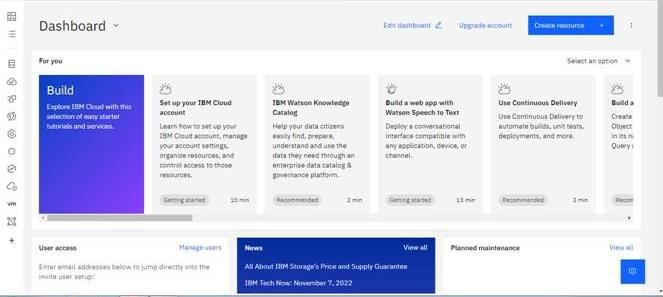 Dashboard
Edit dashboard
Upgrade account
Create resource +
For you
Select an option
Build
Explore IBM Cloud with this
selection of easy starter
tutorials and services.
Set up your IBM Cloud
account
Learn how to set up your
IBM Cloud account, manage
your account settings,
organize resources, and
control access to those
resources.
Getting started
10 min
IBM Watson Knowledge
Catalog
Help your data citizens
easily find, prepare,
understand and use the
data they need through an
enterprise data catalog &
governance platform.
Recommended
2 min
Build a web app with
Watson Speech to Text
Deploy a conversational
interface compatible with
any application, device, or
channel.
Getting started
13 min
Use Continuous Delivery
Use Continuous Delivery to
automate builds, unit tests,
deployments, and more.
Recommended
3 min
Build a
Create
Object
in its n
Query a
Recom
vm
User access
Manage users
Enter email addresses below to jump directly into the
invite user setup:
News
View all
All About IBM Storage's Price and Supply Guarantee
IBM Tech Now: November 7, 2022
Planned maintenance
View all